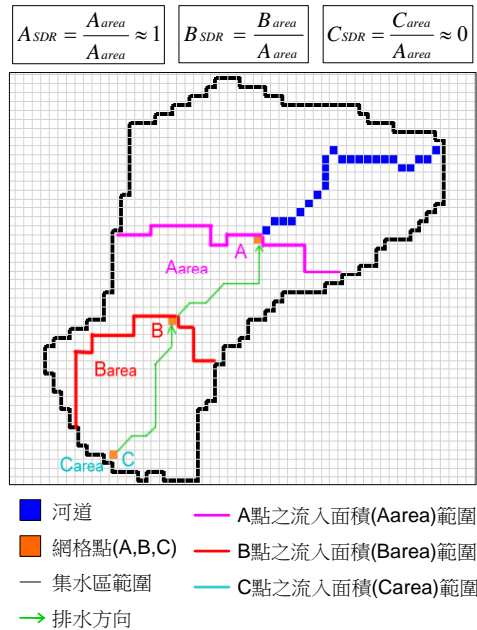 A_SDR = A_area / A_area ≈ 1
B_SDR = B_area / A_area
C_SDR = C_area / A_area ≈ 0
A
Aarea
B
Barea
Carea
C
河道
網格點(A,B,C)
集水區範圍
排水方向
A點之流入面積(Aarea)範圍
B點之流入面積(Barea)範圍
C點之流入面積(Carea)範圍